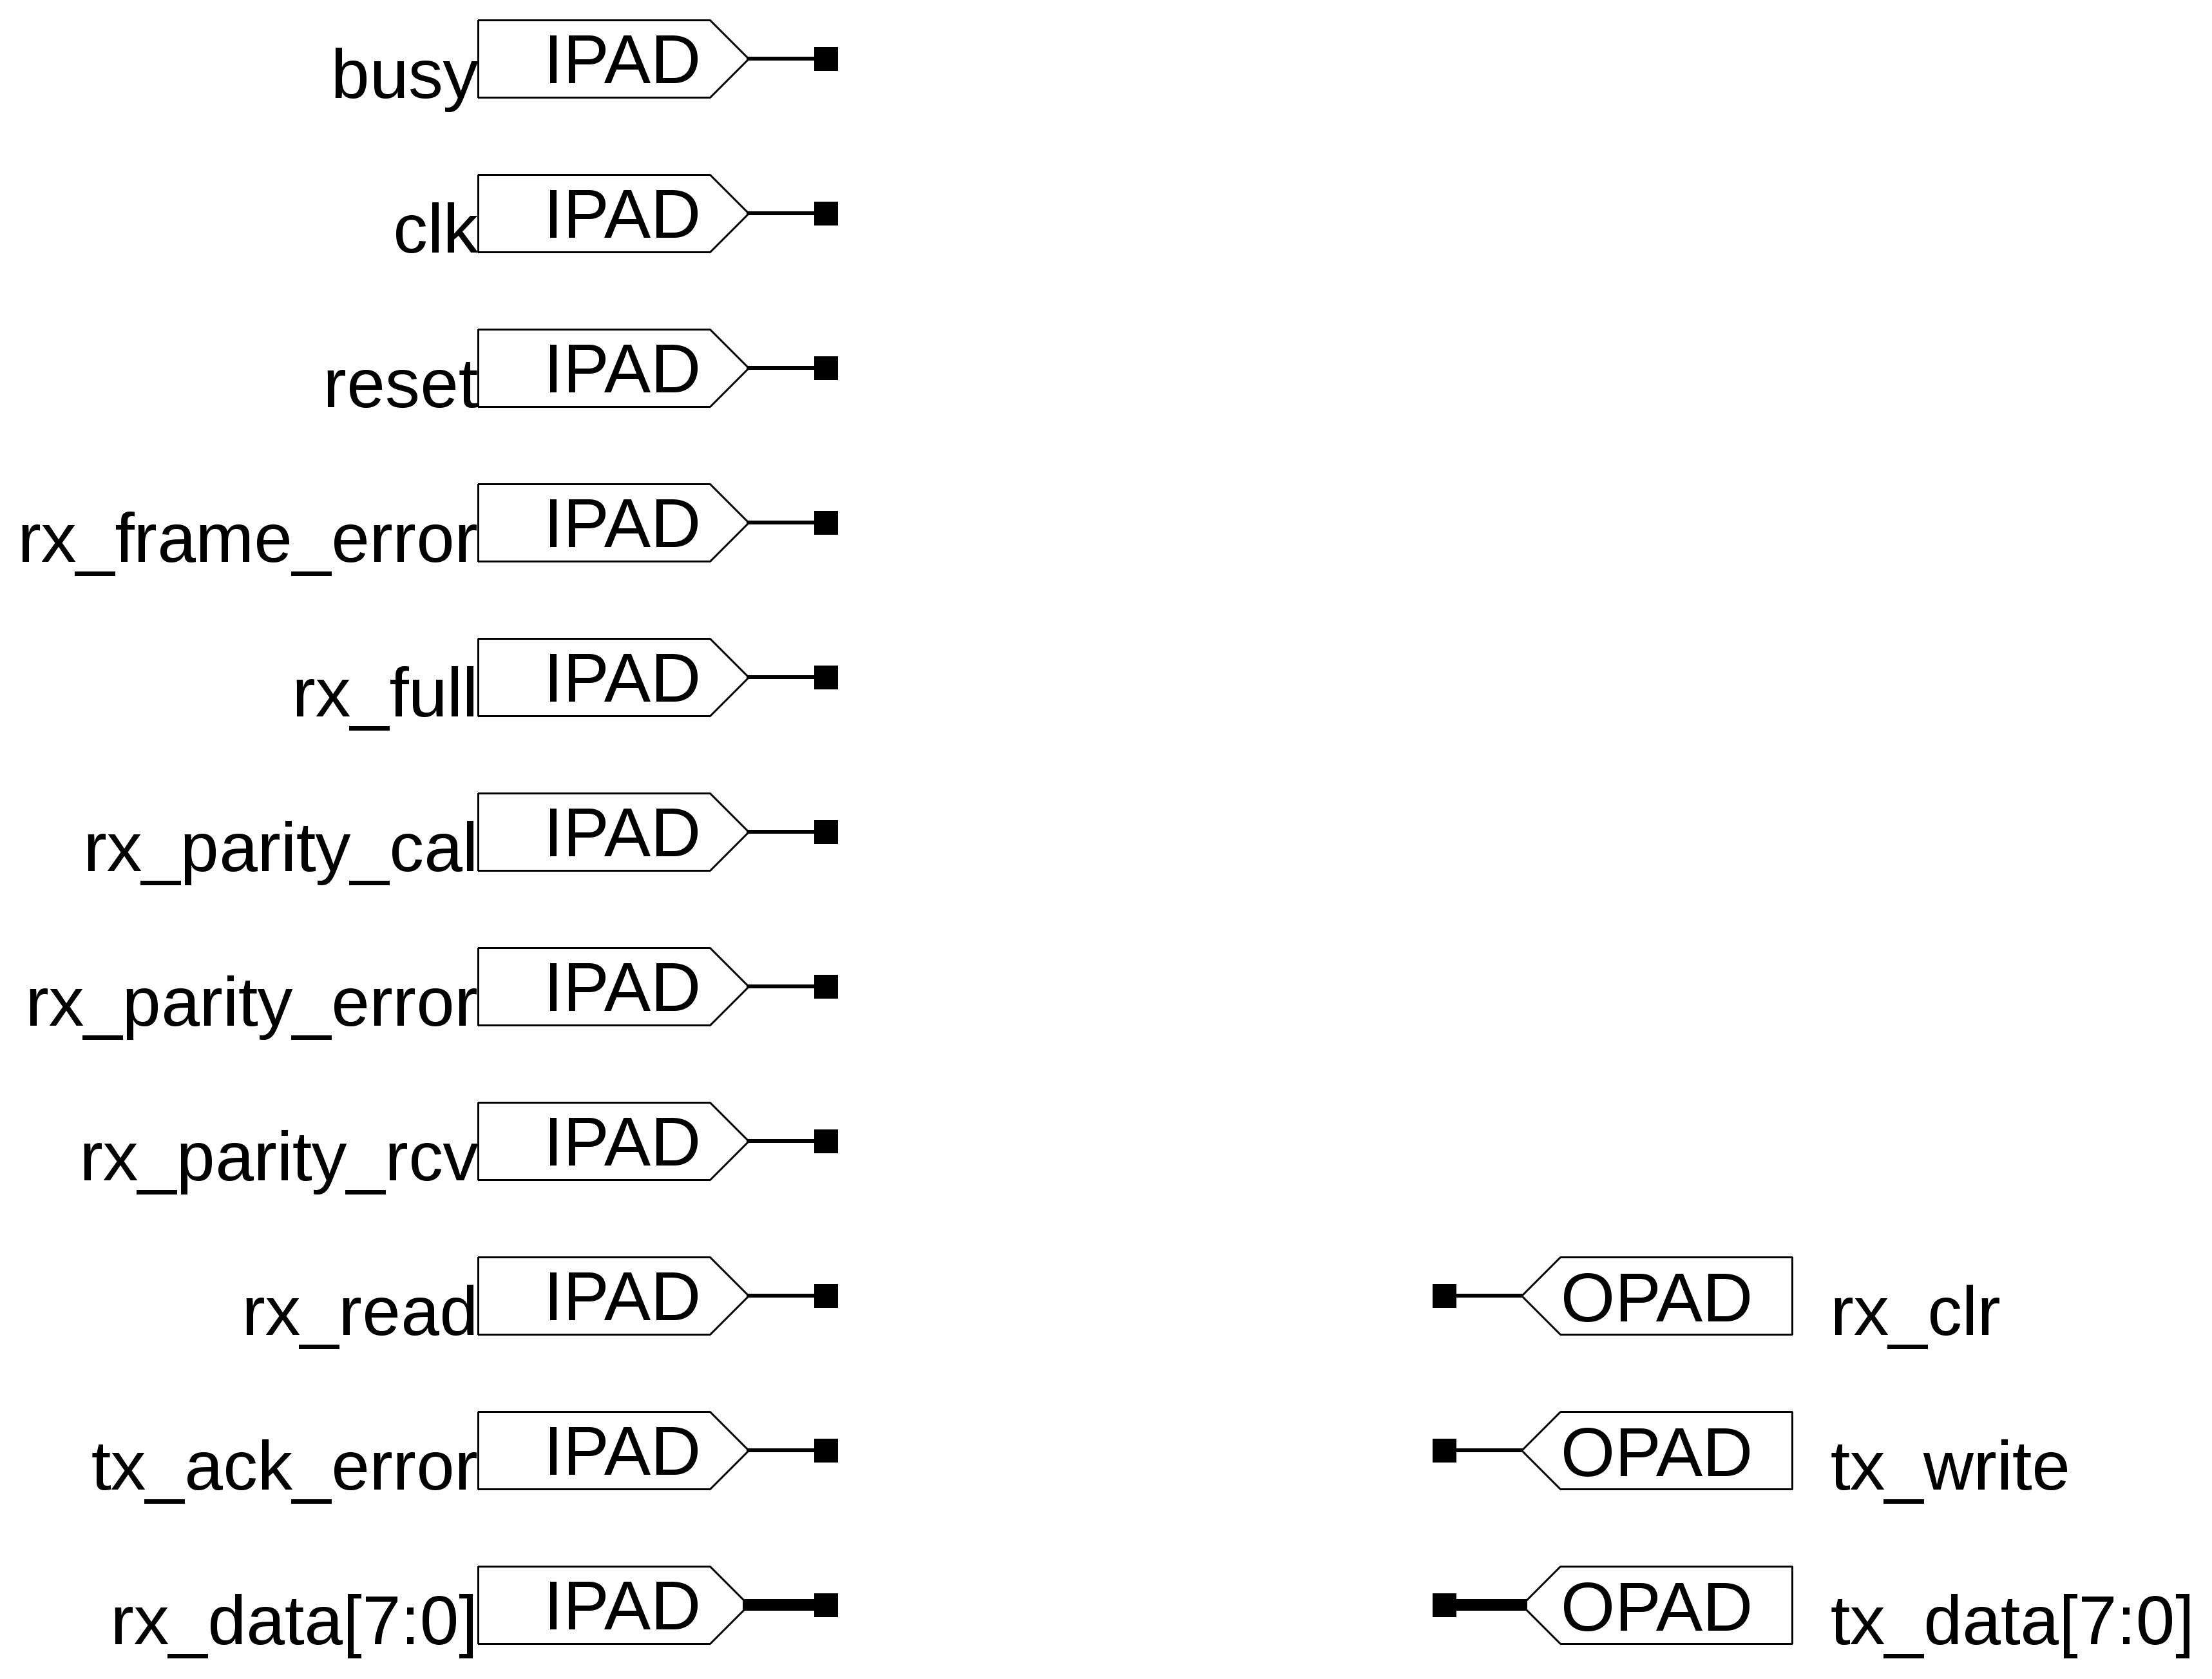 busy IPAD
clk IPAD
reset IPAD
rx_frame_error IPAD
rx_full IPAD
rx_parity_cal IPAD
rx_parity_error IPAD
rx_parity_rcv IPAD
rx_read IPAD OPAD rx_clr
tx_ack_error IPAD OPAD tx_write
rx_data[7:0] IPAD OPAD tx_data[7:0]